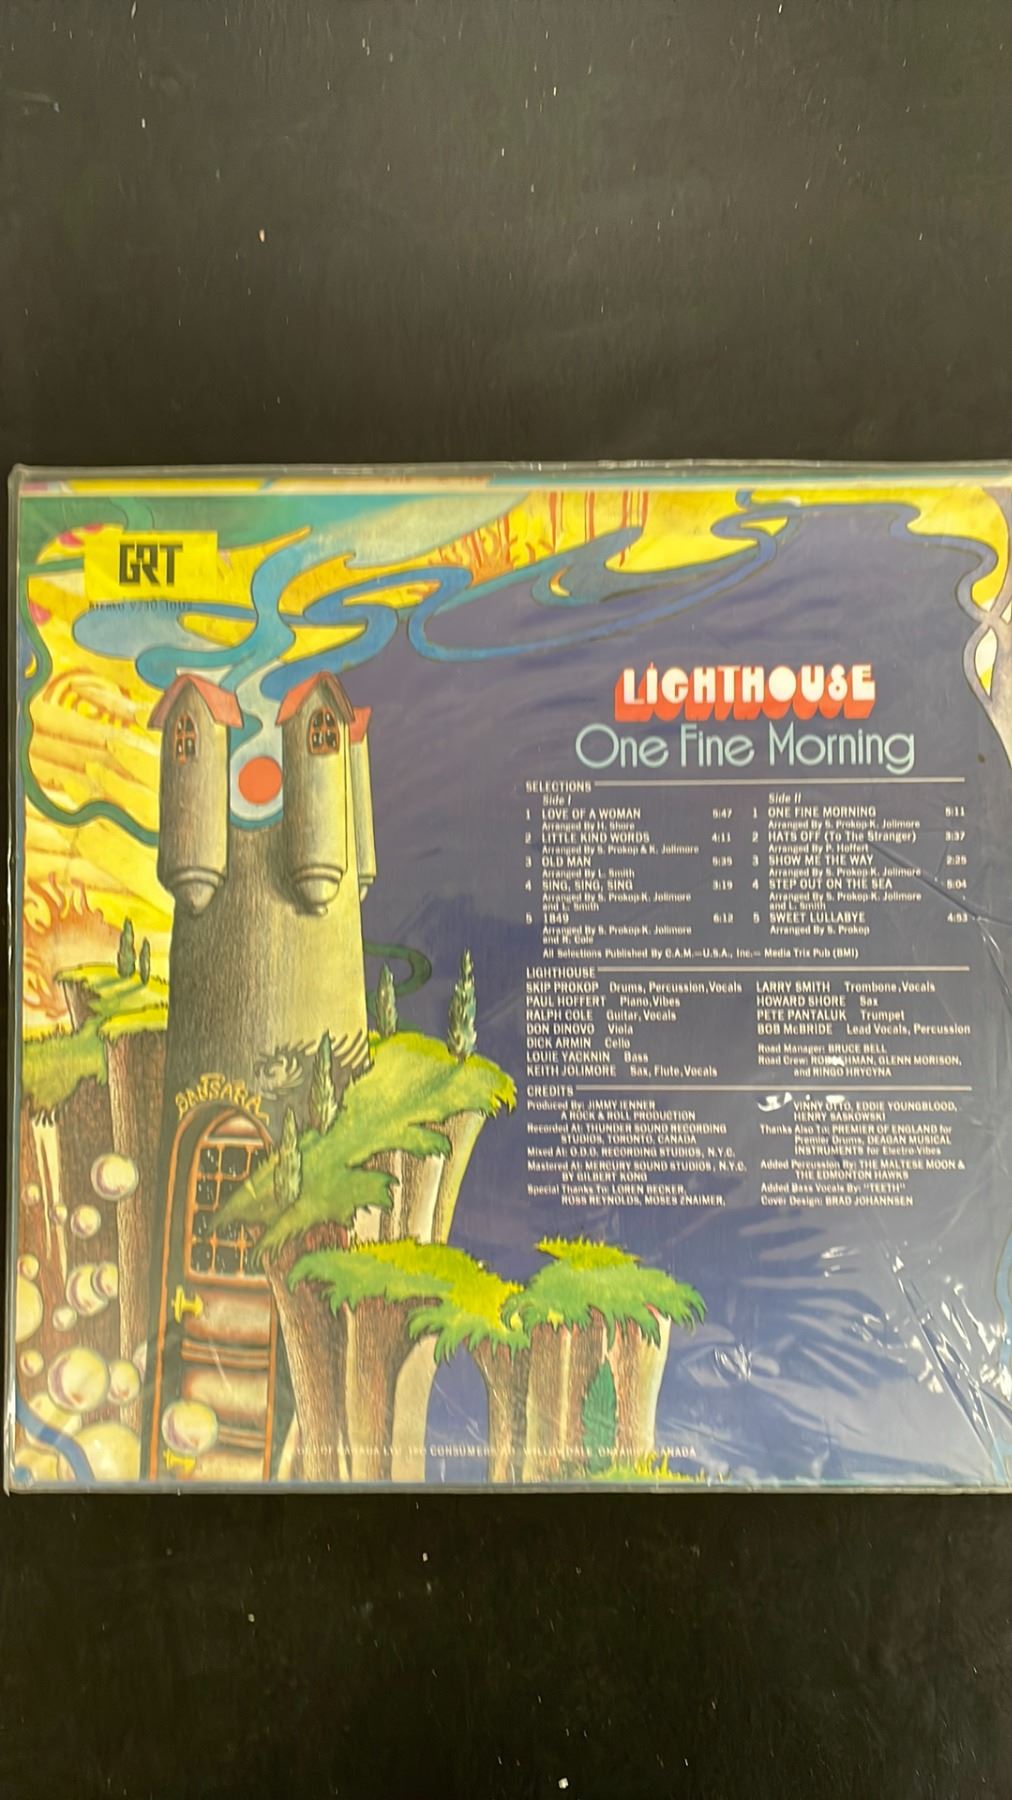 GRT
Stereo 9230-1002
LIGHTHOUSE
One Fine Morning
SELECTIONS
Side I
1 LOVE OF A WOMAN 5:47
Arranged By H. Shore
2 LITTLE KIND WORDS 4:11
Arranged By S. Prokop & K. Jolimore
3 OLD MAN 5:35
Arranged By L. Smith
4 SING, SING, SING 3:19
Arranged By S. Prokop-K. Jolimore
and L. Smith
5 1849 6:12
Arranged By S. Prokop-K. Jolimore
and R. Cole
Side II
1 ONE FINE MORNING 5:11
Arranged By S. Prokop-K. Jolimore
2 HATS OFF (To The Stranger) 3:37
Arranged By P. Hoffert
3 SHOW ME THE WAY 2:25
Arranged By S. Prokop-K. Jolimore
4 STEP OUT ON THE SEA 5:04
Arranged By S. Prokop-K. Jolimore
and L. Smith
5 SWEET LULLABYE 4:53
Arranged By S. Prokop
All Selections Published By C.A.M.-U.S.A., Inc.- Media Trix Pub (BMI)
LIGHTHOUSE
SKIP PROKOP Drums, Percussion, Vocals
PAUL HOFFERT Piano, Vibes
RALPH COLE Guitar, Vocals
DON DINOVO Viola
DICK ARMIN Cello
LOUIE YACKNIN Bass
KEITH JOLIMORE Sax, Flute, Vocals
LARRY SMITH Trombone, Vocals
HOWARD SHORE Sax
PETE PANTALUK Trumpet
BOB McBRIDE Lead Vocals, Percussion
Road Manager: BRUCE BELL
Road Crew: GLENN MORISON,
and RINGO HRYCYNA
CREDITS
Produced By: JIMMY IENNER
A ROCK & ROLL PRODUCTION
Recorded At: THUNDER SOUND RECORDING
STUDIOS, TORONTO, CANADA
Mixed At: O.D.O. RECORDING STUDIOS, N.Y.C.
Mastered At: MERCURY SOUND STUDIOS, N.Y.C.
BY GILBERT KONG
Special Thanks To: LOREN BECKER,
ROSS REYNOLDS, MOSES ZNAIMER,
VINNY OTTO, EDDIE YOUNGBLOOD,
HENRY SASKOWSKI
Thanks Also To: PREMIER OF ENGLAND for
Premier Drums, DEAGAN MUSICAL
INSTRUMENTS for Electro-Vibes
Added Percussion By: THE MALTESE MOON &
THE EDMONTON HAWKS
Added Bass Vocals By: "TEETH"
Cover Design: BRAD JOHANNSEN
SANSARA
OF CANADA LTD. CONSUMERS WILLOWDALE, ONTARIO, CANADA